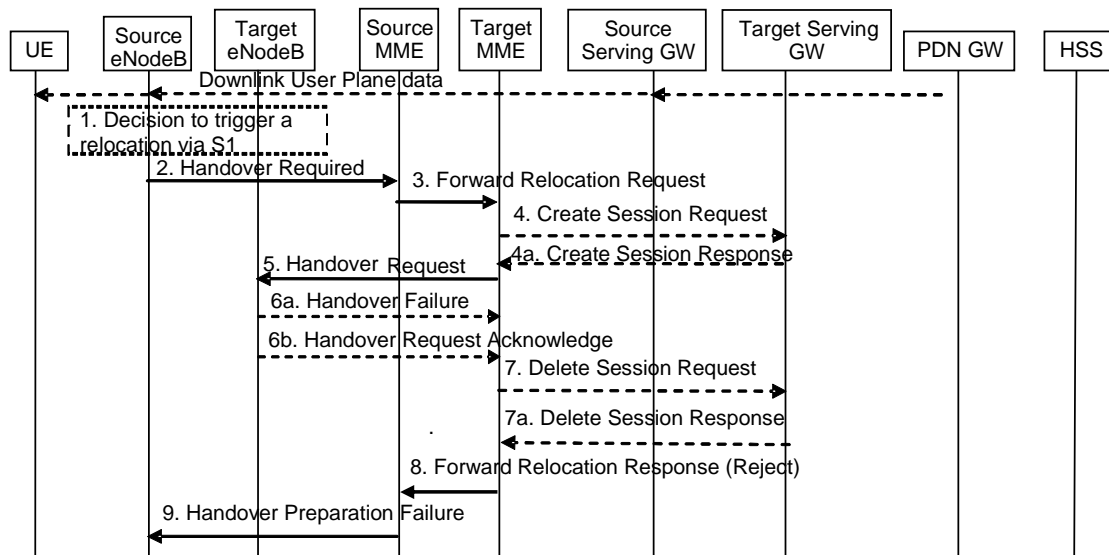 UE
Source
eNodeB
Target
eNodeB
Source
MME
Target
MME
Source
Serving GW
Target Serving
GW
PDN GW
HSS
Downlink User Plane data
1. Decision to trigger a
relocation via S1
2. Handover Required
3. Forward Relocation Request
4. Create Session Request
4a. Create Session Response
5. Handover Request
6a. Handover Failure
6b. Handover Request Acknowledge
7. Delete Session Request
7a. Delete Session Response
.
8. Forward Relocation Response (Reject)
9. Handover Preparation Failure